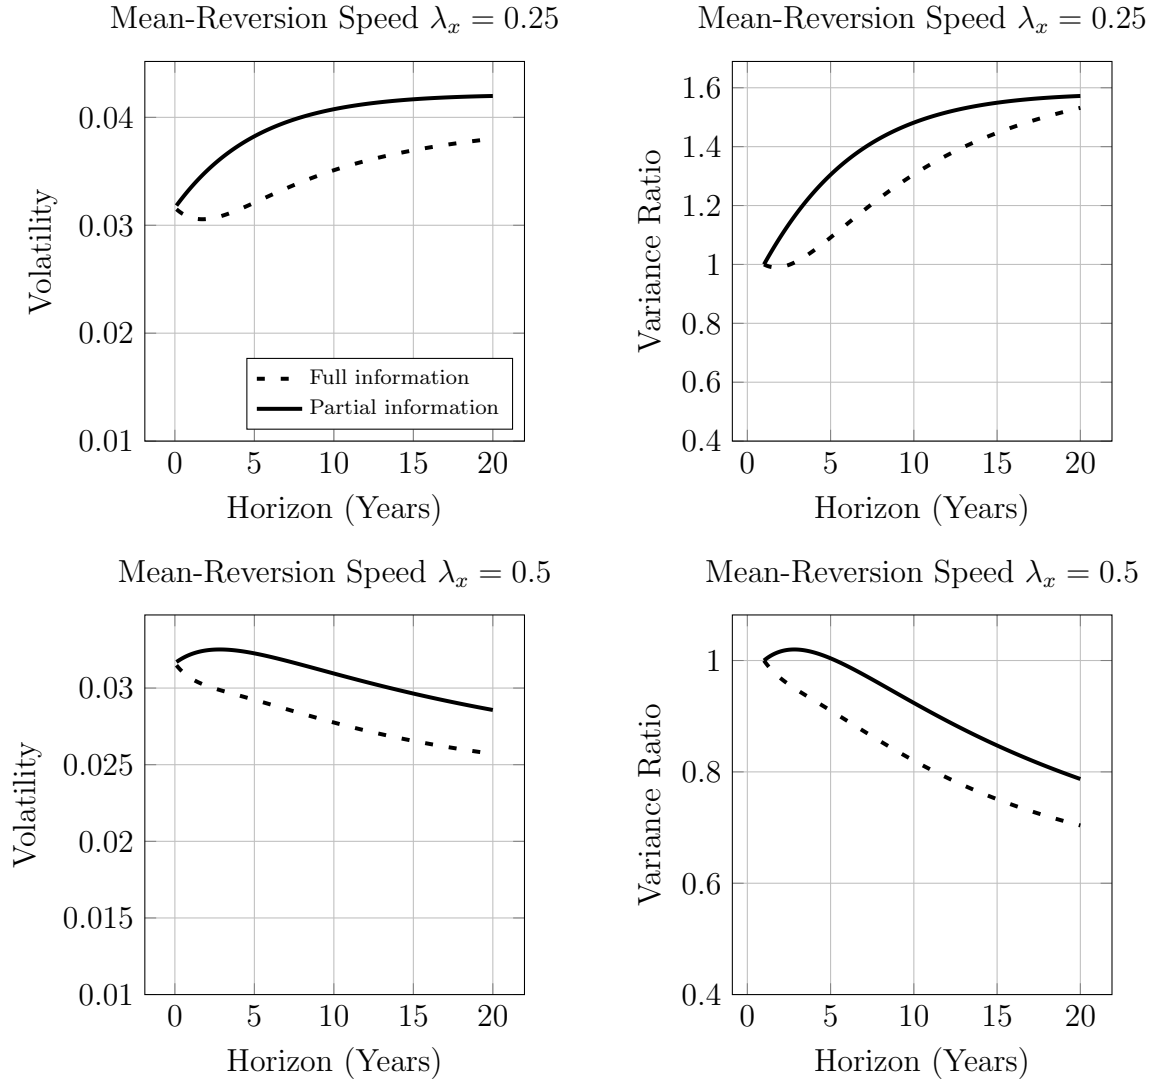 Mean-Reversion Speed λₓ = 0.25
Volatility
0.04
0.03
0.02
0.01
Full information
Partial information
0 5 10 15 20
Horizon (Years)
Mean-Reversion Speed λₓ = 0.25
Variance Ratio
1.6
1.4
1.2
1
0.8
0.6
0.4
0 5 10 15 20
Horizon (Years)
Mean-Reversion Speed λₓ = 0.5
Volatility
0.03
0.025
0.02
0.015
0.01
0 5 10 15 20
Horizon (Years)
Mean-Reversion Speed λₓ = 0.5
Variance Ratio
1
0.8
0.6
0.4
0 5 10 15 20
Horizon (Years)